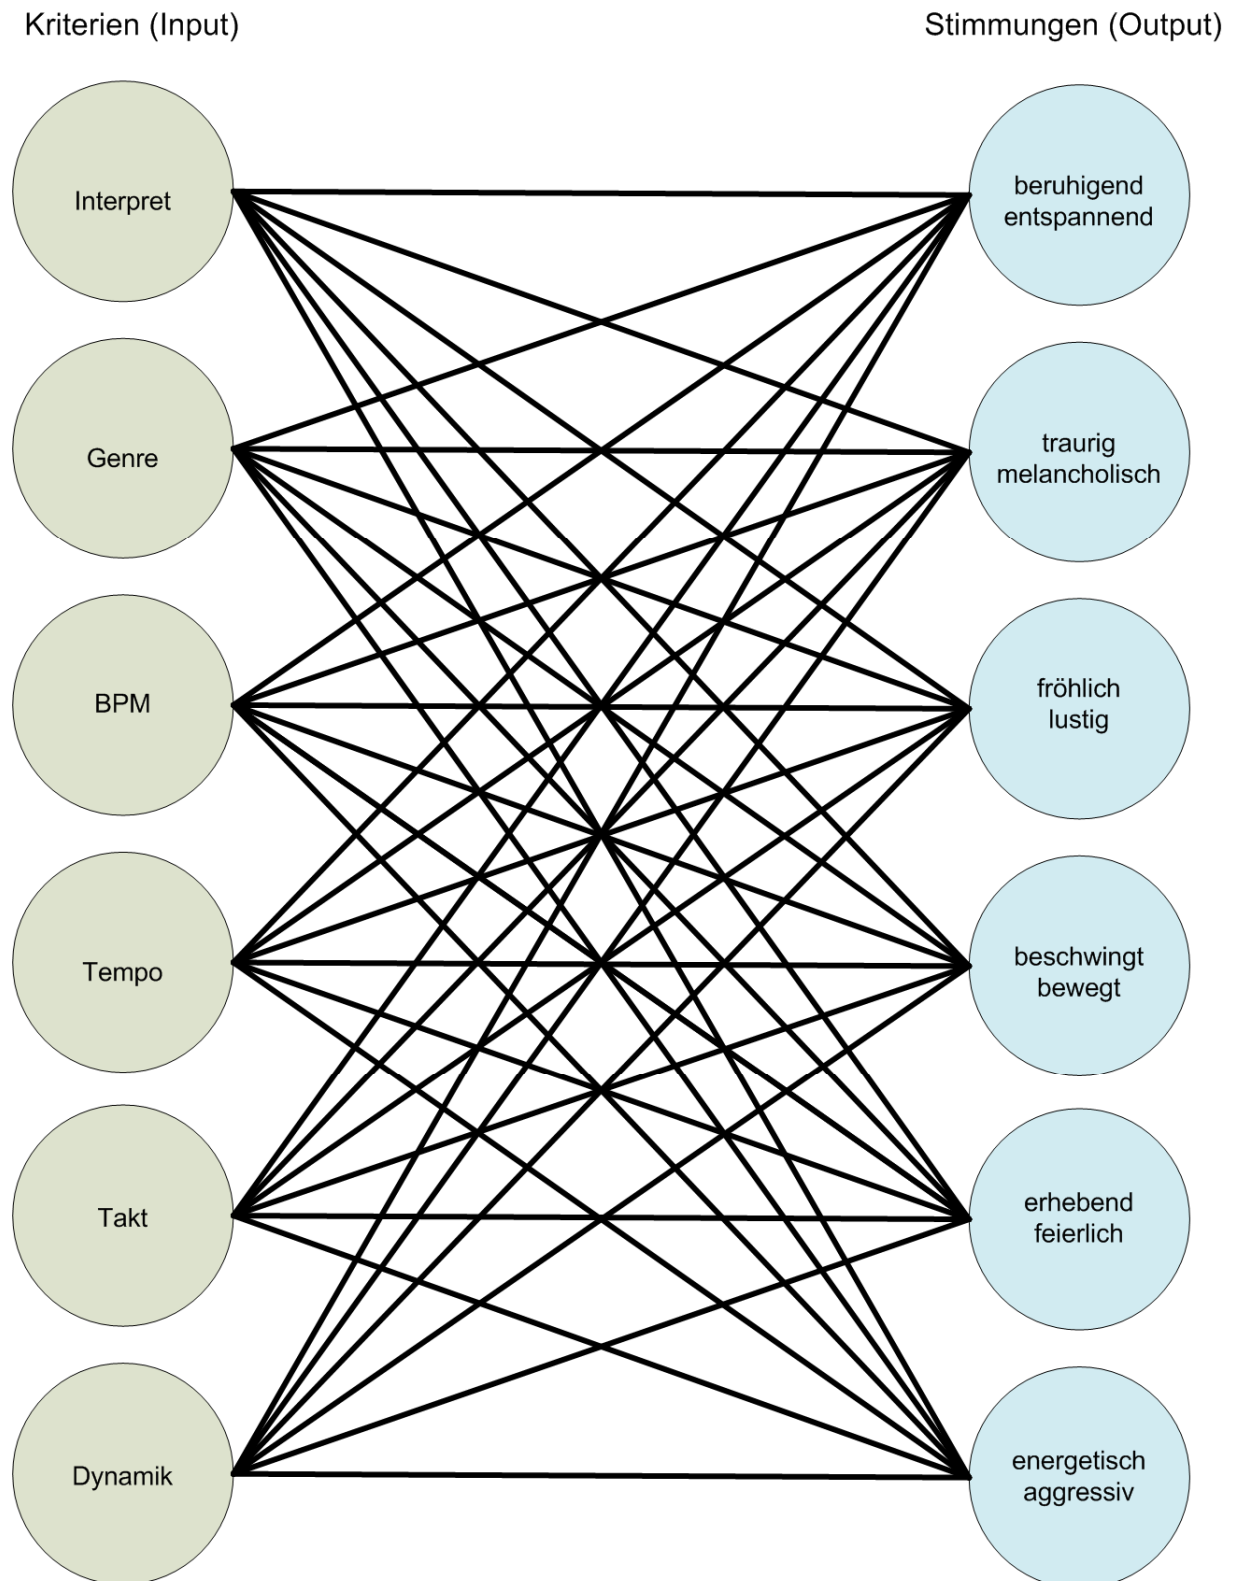 Kriterien (Input)
Stimmungen (Output)
Interpret
beruhigend
entspannend
Genre
traurig
melancholisch
BPM
fröhlich
lustig
Tempo
beschwingt
bewegt
Takt
erhebend
feierlich
Dynamik
energetisch
aggressiv